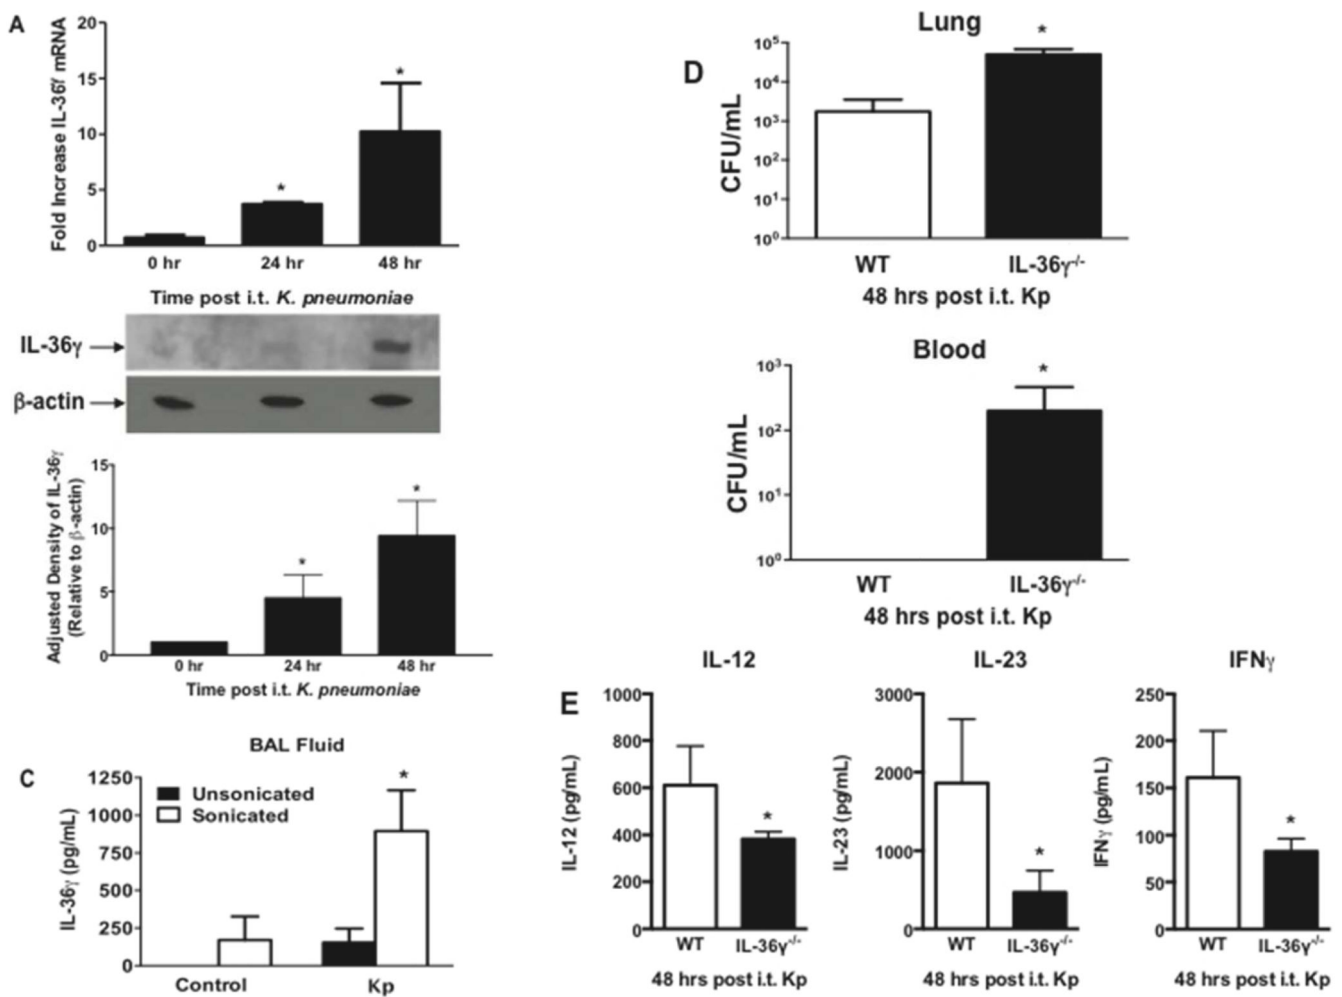 A
Fold Increase IL-36γ mRNA
20
15
10
5
0
*
*
0 hr
24 hr
48 hr
Time post i.t. K. pneumoniae
IL-36γ
β-actin
Adjusted Density of IL-36γ
(Relative to β-actin)
15
10
5
0
*
*
0 hr
24 hr
48 hr
Time post i.t. K. pneumoniae
BAL Fluid
C
IL-36γ (pg/mL)
1250
1000
750
500
250
0
Unsonicated
Sonicated
*
Control
Kp
D
Lung
CFU/mL
10⁵
10⁴
10³
10²
10¹
10⁰
*
WT
IL-36γ-/-
48 hrs post i.t. Kp
Blood
CFU/mL
10³
10²
10¹
10⁰
*
WT
IL-36γ-/-
48 hrs post i.t. Kp
E
IL-12
IL-12 (pg/mL)
1000
800
600
400
200
0
*
WT
IL-36γ-/-
48 hrs post i.t. Kp
IL-23
IL-23 (pg/mL)
3000
2000
1000
0
*
WT
IL-36γ-/-
48 hrs post i.t. Kp
IFNγ
IFNγ (pg/mL)
250
200
150
100
50
0
*
WT
IL-36γ-/-
48 hrs post i.t. Kp